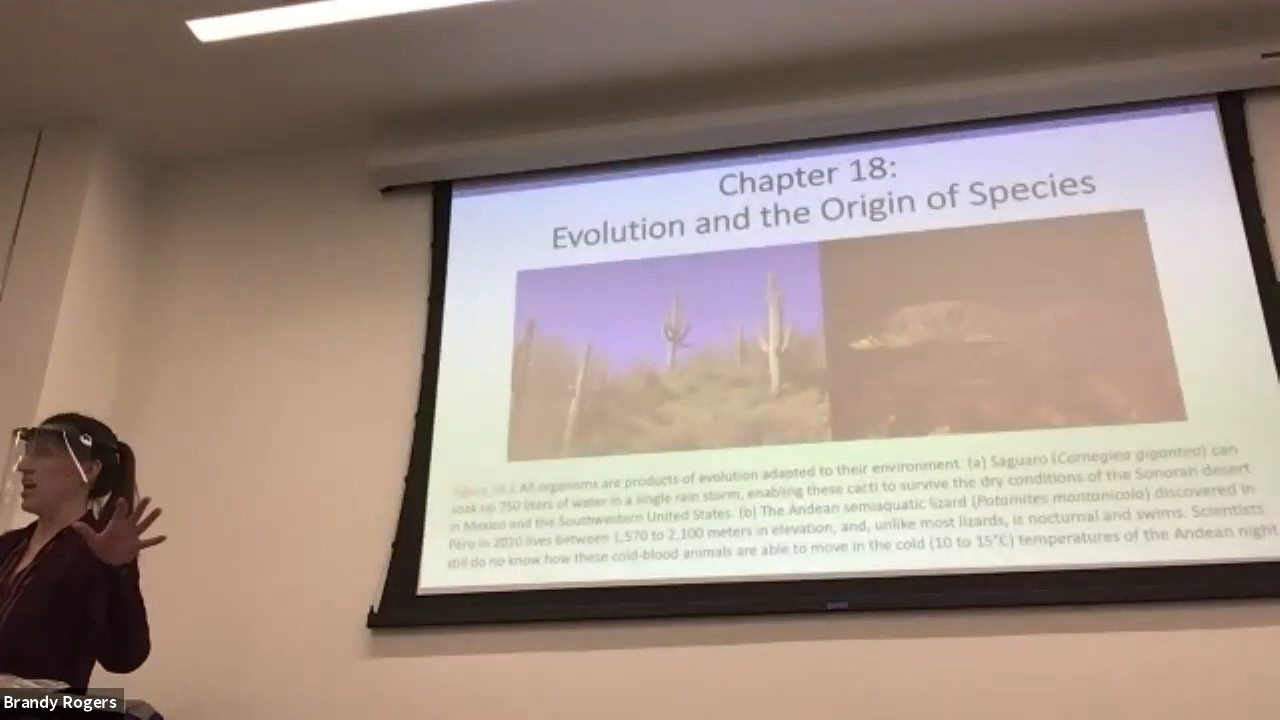 Chapter 18:
Evolution and the Origin of Species
Figure 18.1 All organisms are products of evolution adapted to their environment. (a) Saguaro (Carnegiea gigantea) can
soak up 750 liters of water in a single rain storm, enabling these cacti to survive the dry conditions of the Sonoran desert
in Mexico and the Southwestern United States. (b) The Andean semiaquatic lizard (Potamites montanicola) discovered in
Peru in 2010 lives between 1,570 to 2,100 meters in elevation, and, unlike most lizards, is nocturnal and swims. Scientists
still do no know how these cold-blood animals are able to move in the cold (10 to 15°C) temperatures of the Andean night.
Brandy Rogers